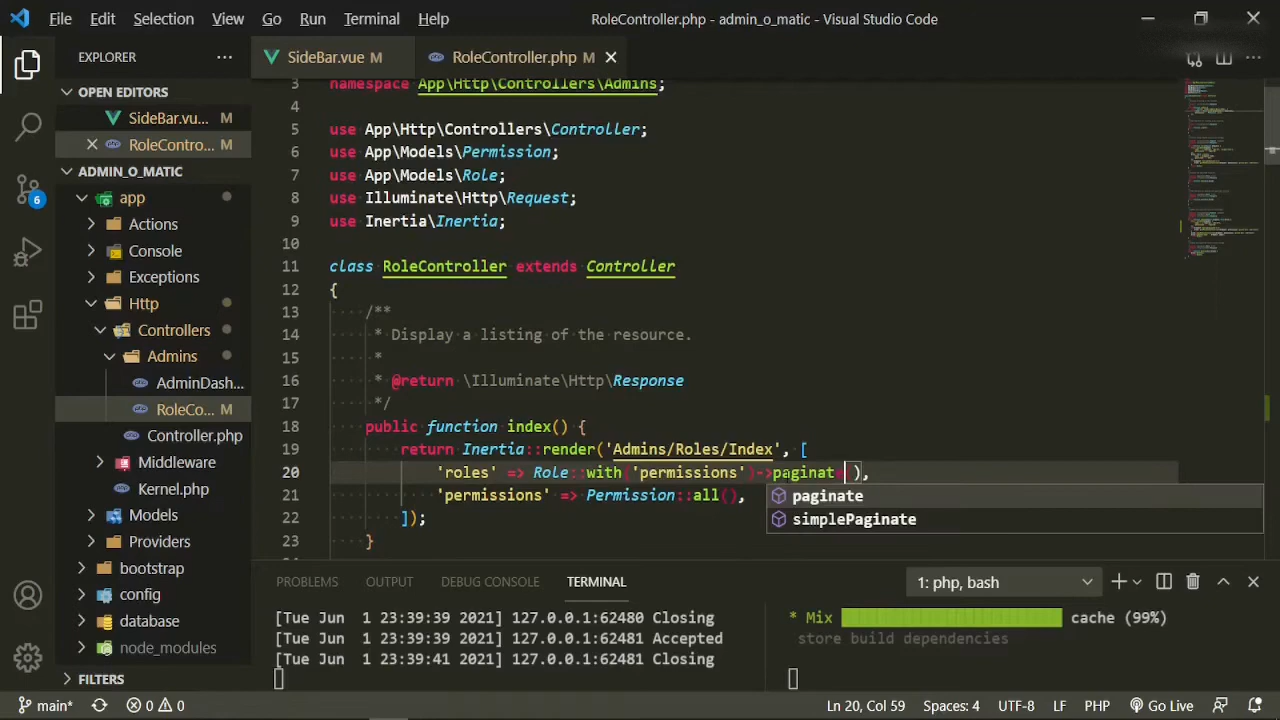 File Edit Selection View Go Run Terminal Help RoleController.php - admin_o_matic - Visual Studio Code
EXPLORER
SideBar.vue M
RoleController.php M
OPEN EDITORS
SideBar.vu... M
RoleContro... M
ADMIN_O_MATIC
app
Actions
Console
Exceptions
Http
Controllers
Admins
AdminDash...
RoleCo... M
Controller.php
Middleware
Kernel.php
Models
Providers
bootstrap
config
database
node_modules
FILTERS
6
3 namespace App\Http\Controllers\Admins;
4
5 use App\Http\Controllers\Controller;
6 use App\Models\Permission;
7 use App\Models\Role;
8 use Illuminate\Http\Request;
9 use Inertia\Inertia;
10
11 class RoleController extends Controller
12 {
13 /**
14 * Display a listing of the resource.
15 *
16 * @return \Illuminate\Http\Response
17 */
18 public function index() {
19 return Inertia::render('Admins/Roles/Index', [
20 'roles' => Role::with('permissions')->paginat
21 'permissions' => Permission::all(),
22 ]);
23 }
paginate
simplePaginate
PROBLEMS OUTPUT DEBUG CONSOLE TERMINAL 1: php, bash
[Tue Jun 1 23:39:39 2021] 127.0.0.1:62480 Closing
[Tue Jun 1 23:39:39 2021] 127.0.0.1:62481 Accepted
[Tue Jun 1 23:39:41 2021] 127.0.0.1:62481 Closing
* Mix cache (99%)
store build dependencies
main* 0 0 Ln 20, Col 59 Spaces: 4 UTF-8 LF PHP Go Live